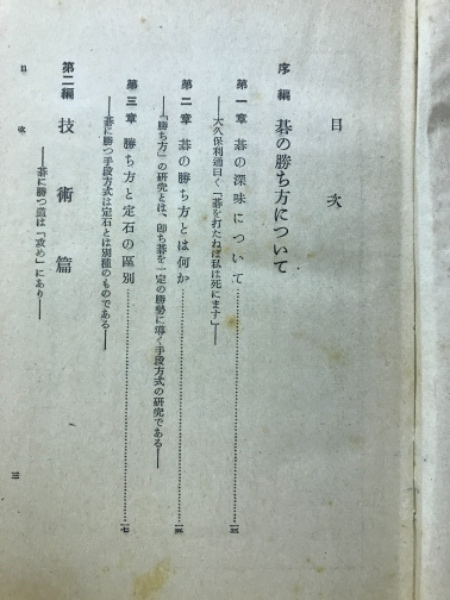 目次
序編 碁の勝ち方について
第一章 碁の深味について
——大久保利通曰く「碁を打たねば私は死にます」——
第二章 碁の勝ち方とは何か
——「勝ち方」の研究とは、即ち碁を一定の勝勢に導く手段方式の研究である——
第三章 勝ち方と定石の區別
——碁に勝つ手段方式は定石とは別種のものである——
第二編 技術篇
——碁に勝つ道は「攻め」にあり——
目次